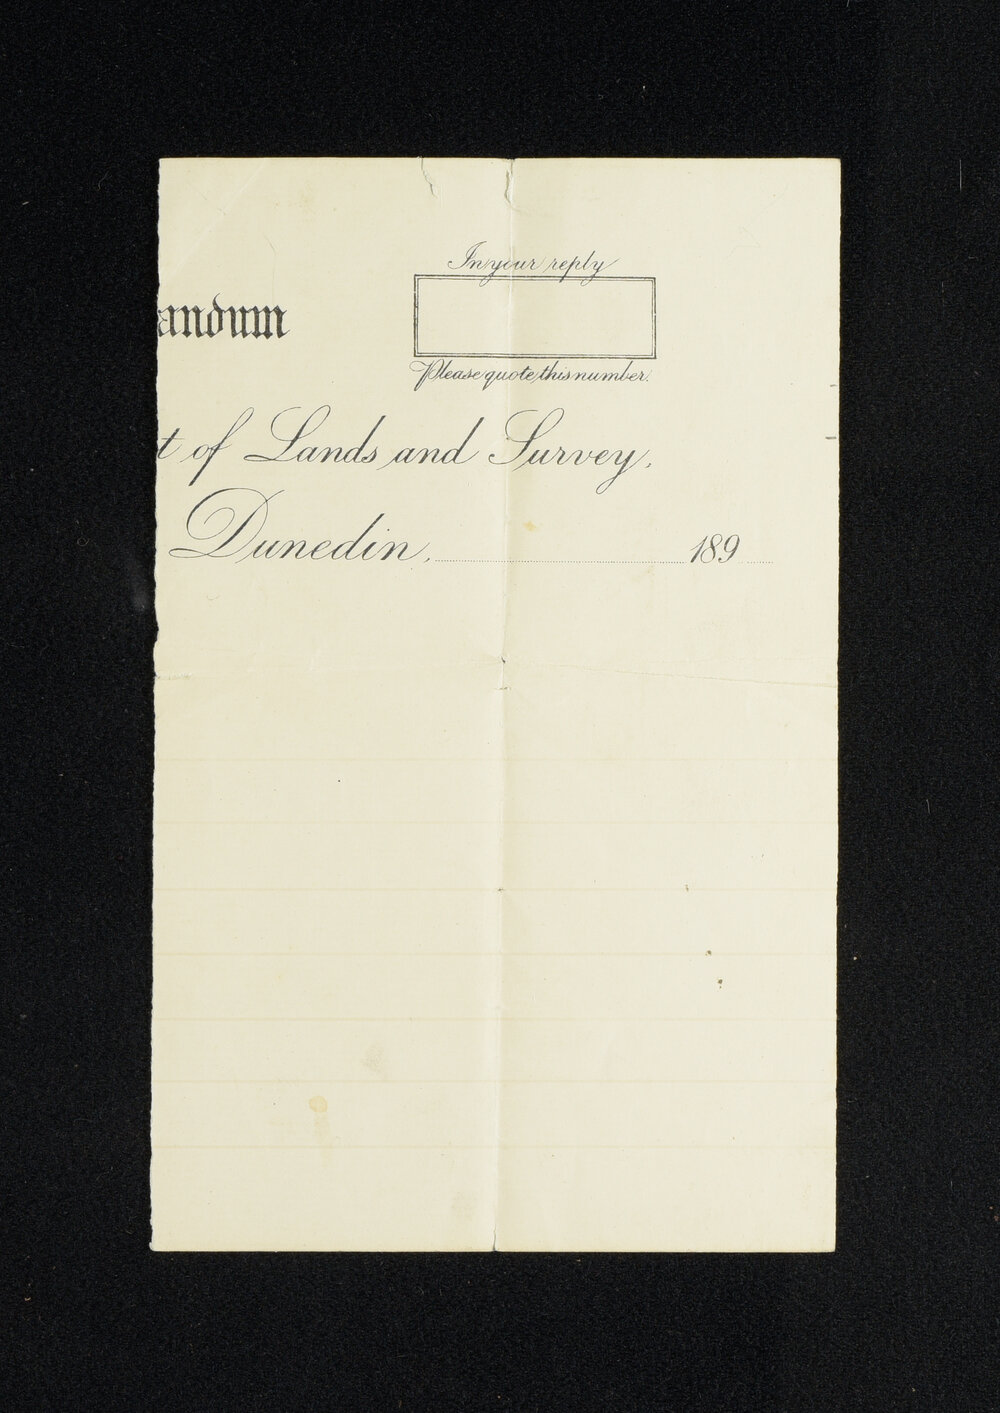 In your reply
andum
Please quote this number.
t of Lands and Survey,
Dunedin, 189